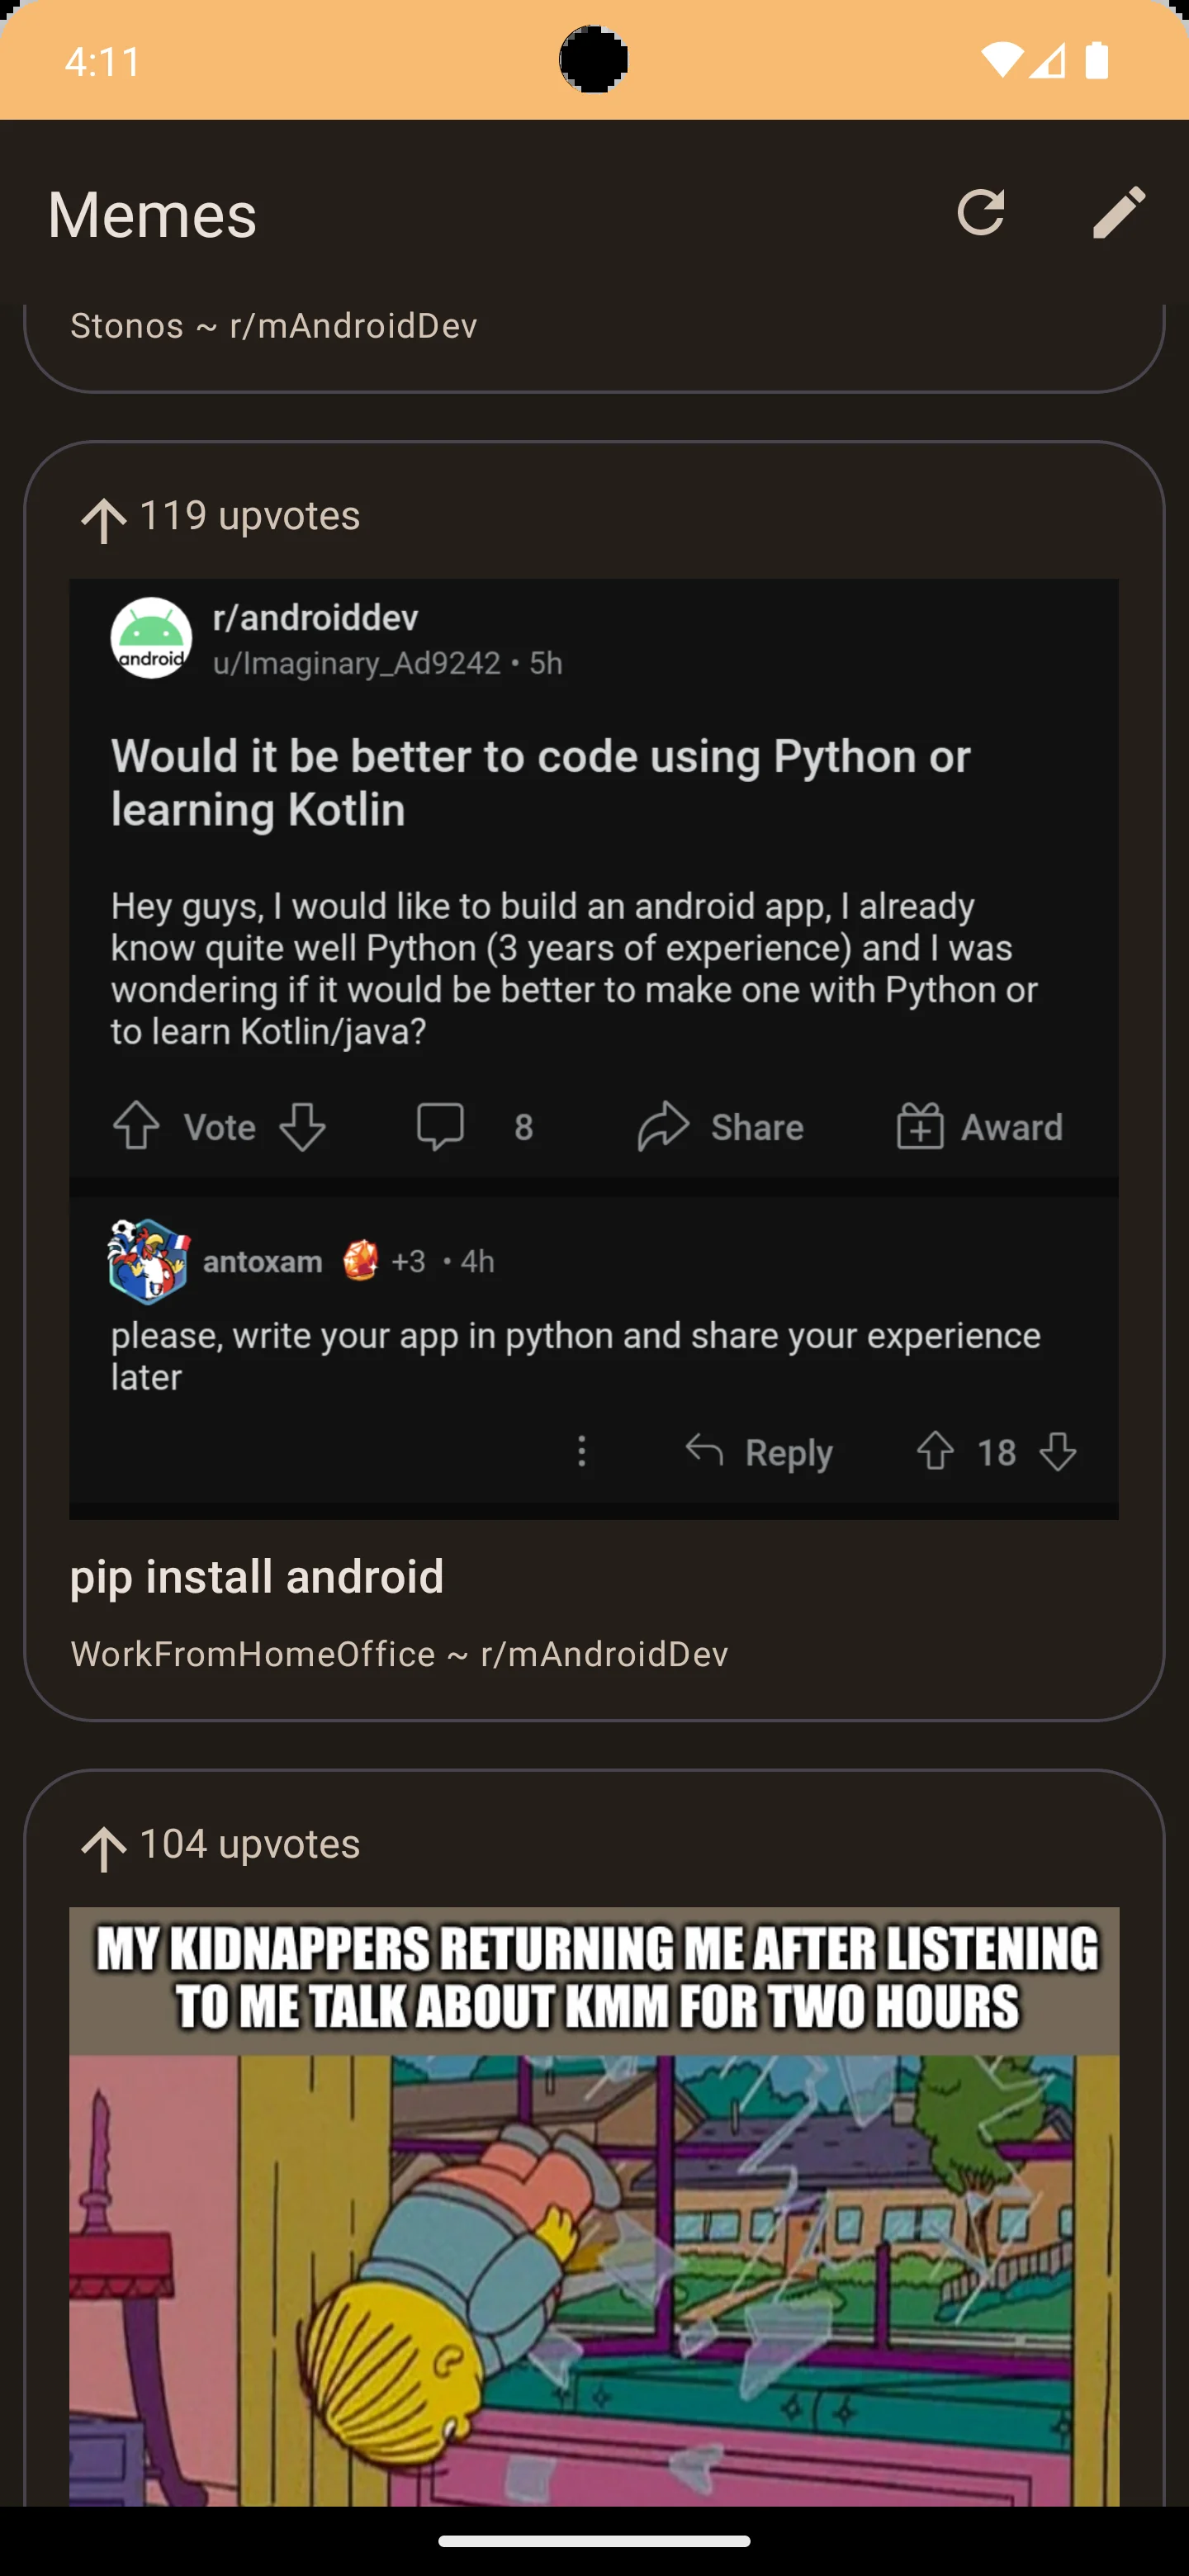 4:11
Memes
Stonos ~ r/mAndroidDev
119 upvotes
android
r/androiddev
u/Imaginary_Ad9242 • 5h
Would it be better to code using Python or
learning Kotlin
Hey guys, I would like to build an android app, I already
know quite well Python (3 years of experience) and I was
wondering if it would be better to make one with Python or
to learn Kotlin/java?
Vote 8 Share Award
antoxam +3 • 4h
please, write your app in python and share your experience
later
Reply 18
pip install android
WorkFromHomeOffice ~ r/mAndroidDev
104 upvotes
MY KIDNAPPERS RETURNING ME AFTER LISTENING
TO ME TALK ABOUT KMM FOR TWO HOURS